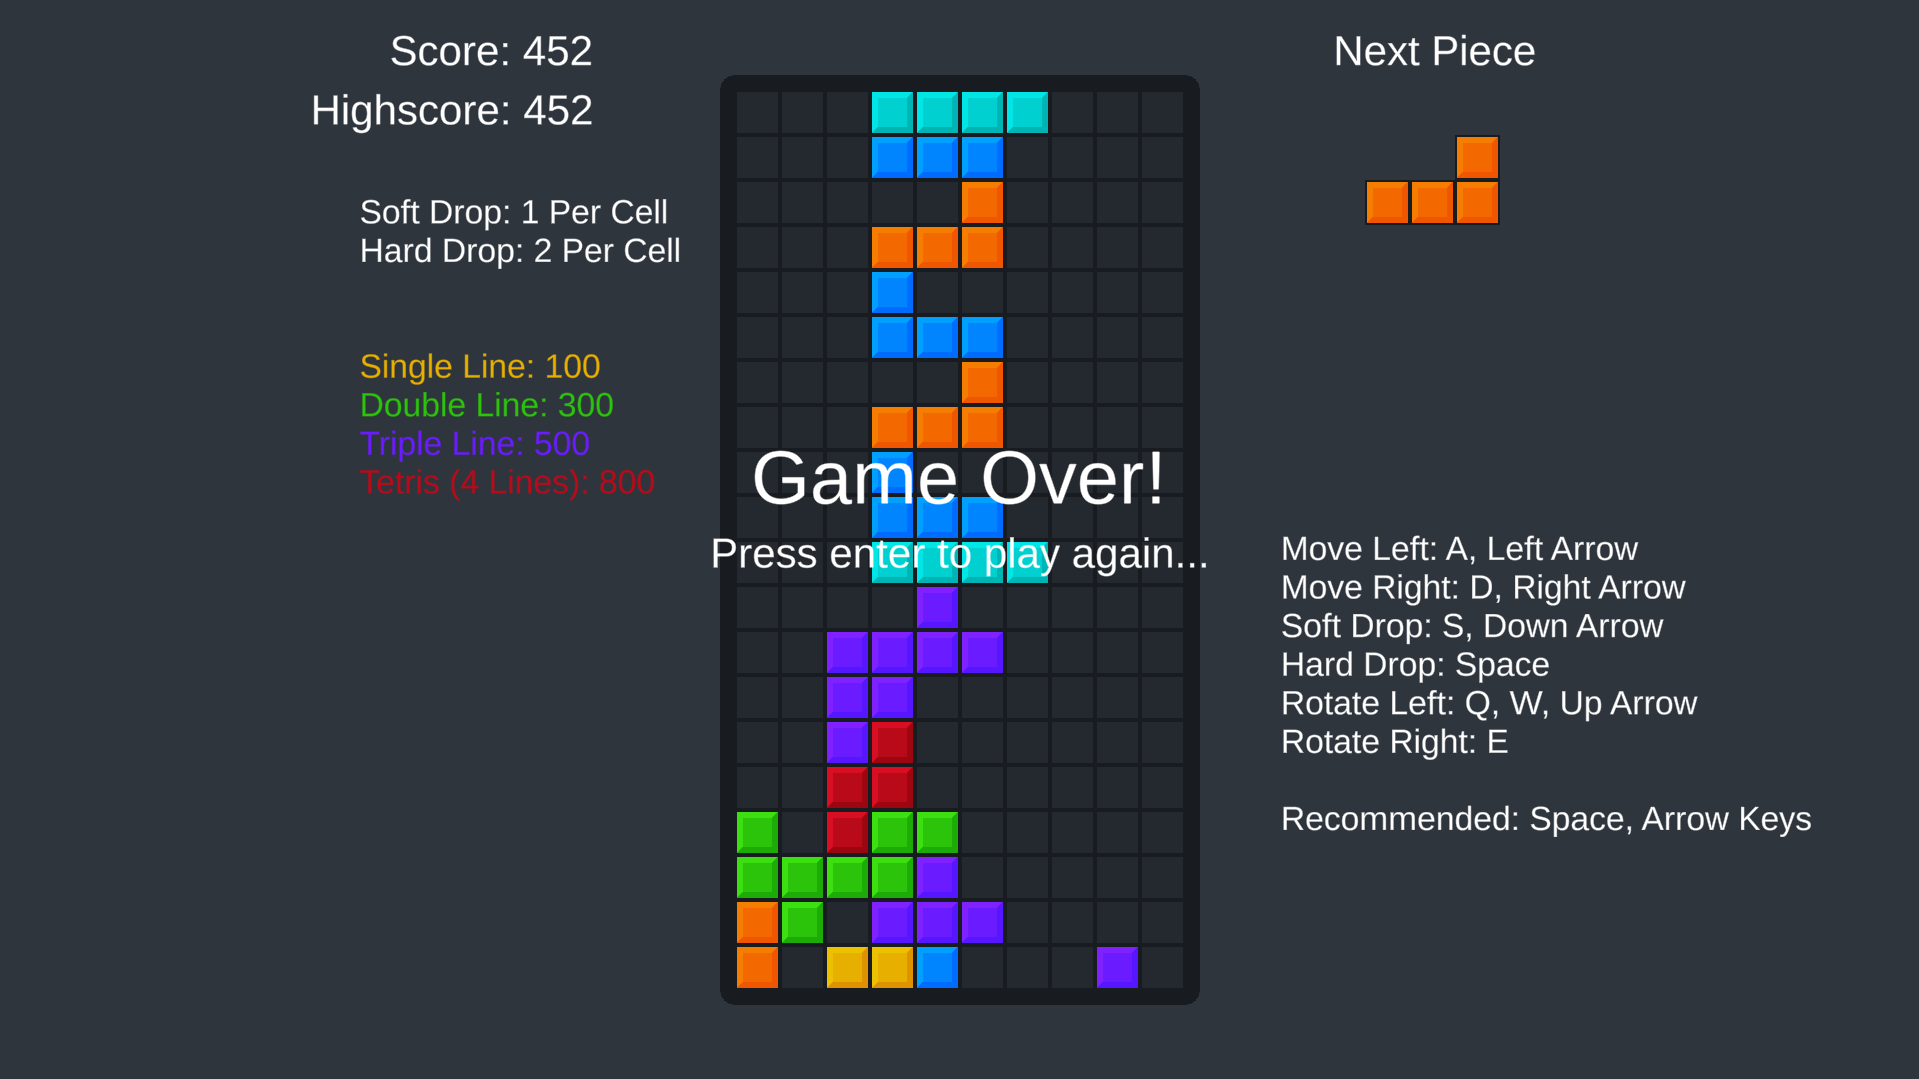 Score: 452
Highscore: 452
Soft Drop: 1 Per Cell
Hard Drop: 2 Per Cell
Single Line: 100
Double Line: 300
Triple Line: 500
Tetris (4 Lines): 800
Game Over!
Press enter to play again...
Next Piece
Move Left: A, Left Arrow
Move Right: D, Right Arrow
Soft Drop: S, Down Arrow
Hard Drop: Space
Rotate Left: Q, W, Up Arrow
Rotate Right: E
Recommended: Space, Arrow Keys